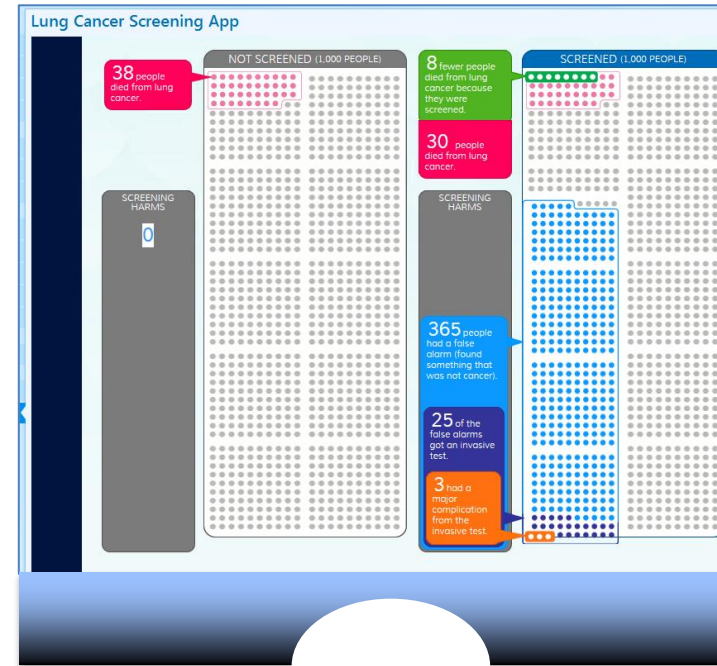 Lung Cancer Screening App
NOT SCREENED (1,000 PEOPLE)
38 people
died from lung
cancer.
SCREENING
HARMS
0
8 fewer people
died from lung
cancer because
they were
screened.
30 people
died from lung
cancer.
SCREENED (1,000 PEOPLE)
SCREENING
HARMS
365 people
had a false
alarm (found
something that
was not cancer).
25 of the
false alarms
got an invasive
test.
3 had a
major
complication
from the
invasive test.